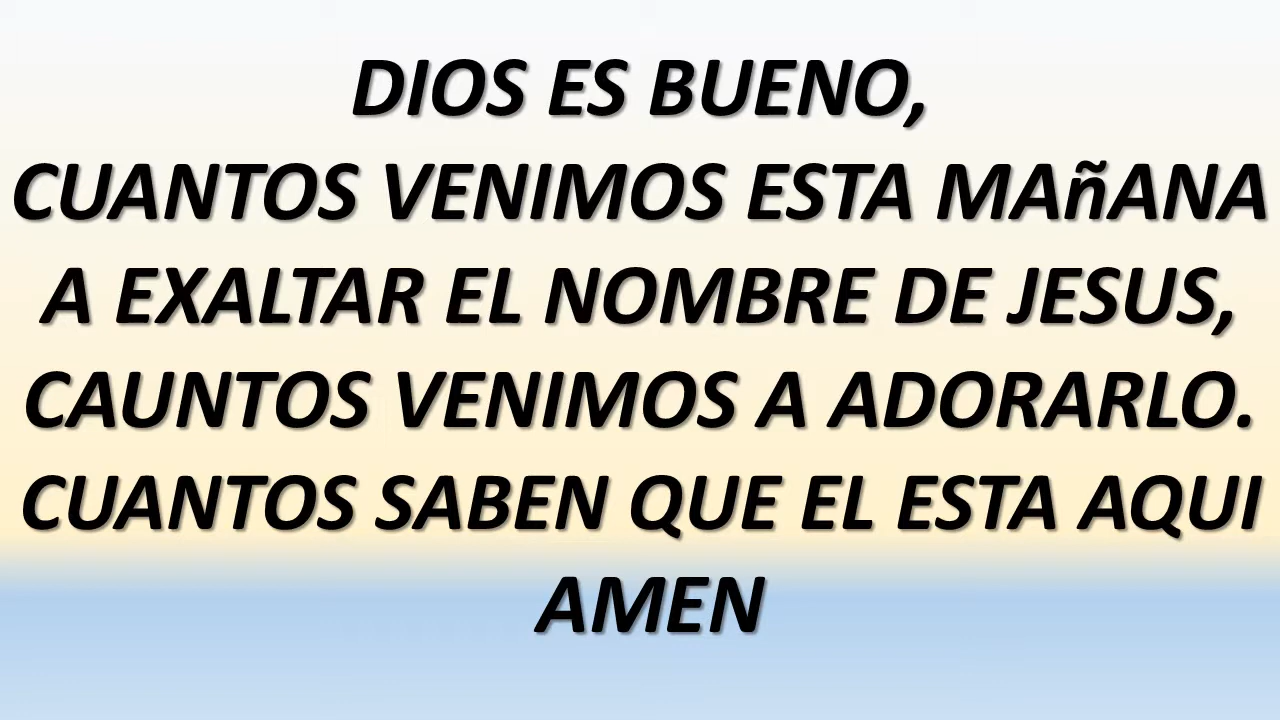 DIOS ES BUENO,
CUANTOS VENIMOS ESTA MAñANA
A EXALTAR EL NOMBRE DE JESUS,
CAUNTOS VENIMOS A ADORARLO.
CUANTOS SABEN QUE EL ESTA AQUI
AMEN